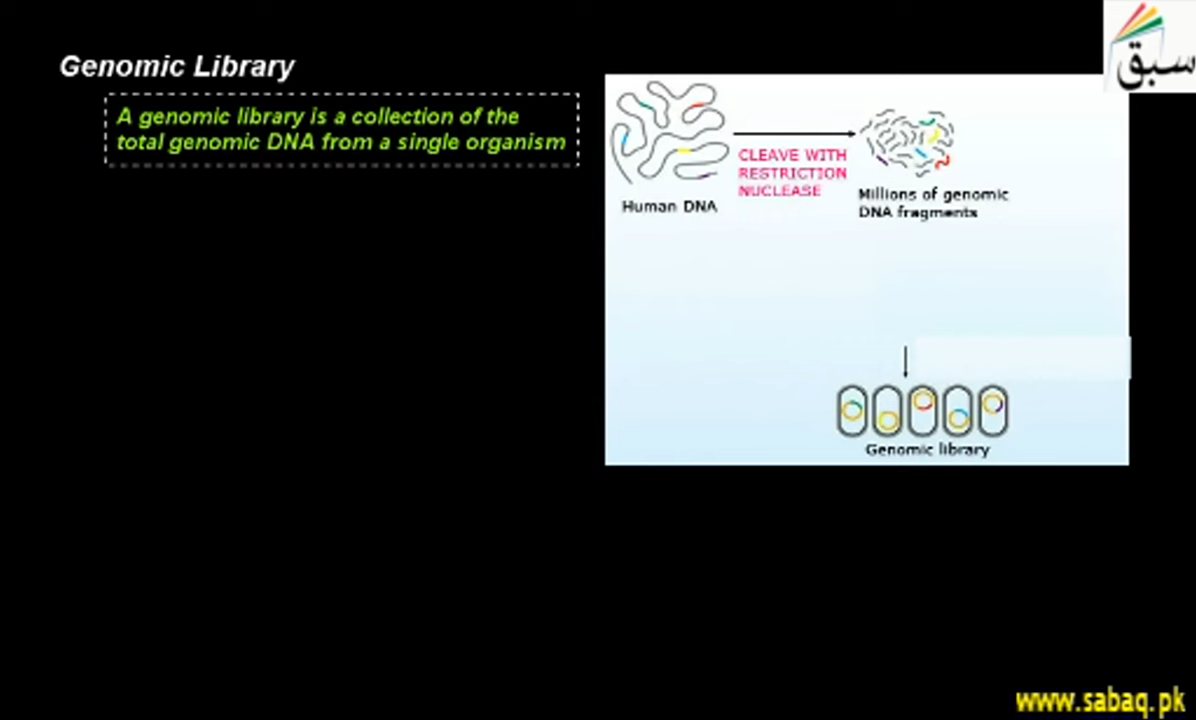 سبق
Genomic Library
A genomic library is a collection of the
total genomic DNA from a single organism
CLEAVE WITH
RESTRICTION
NUCLEASE
Human DNA
Millions of genomic
DNA fragments
Genomic library
www.sabaq.pk